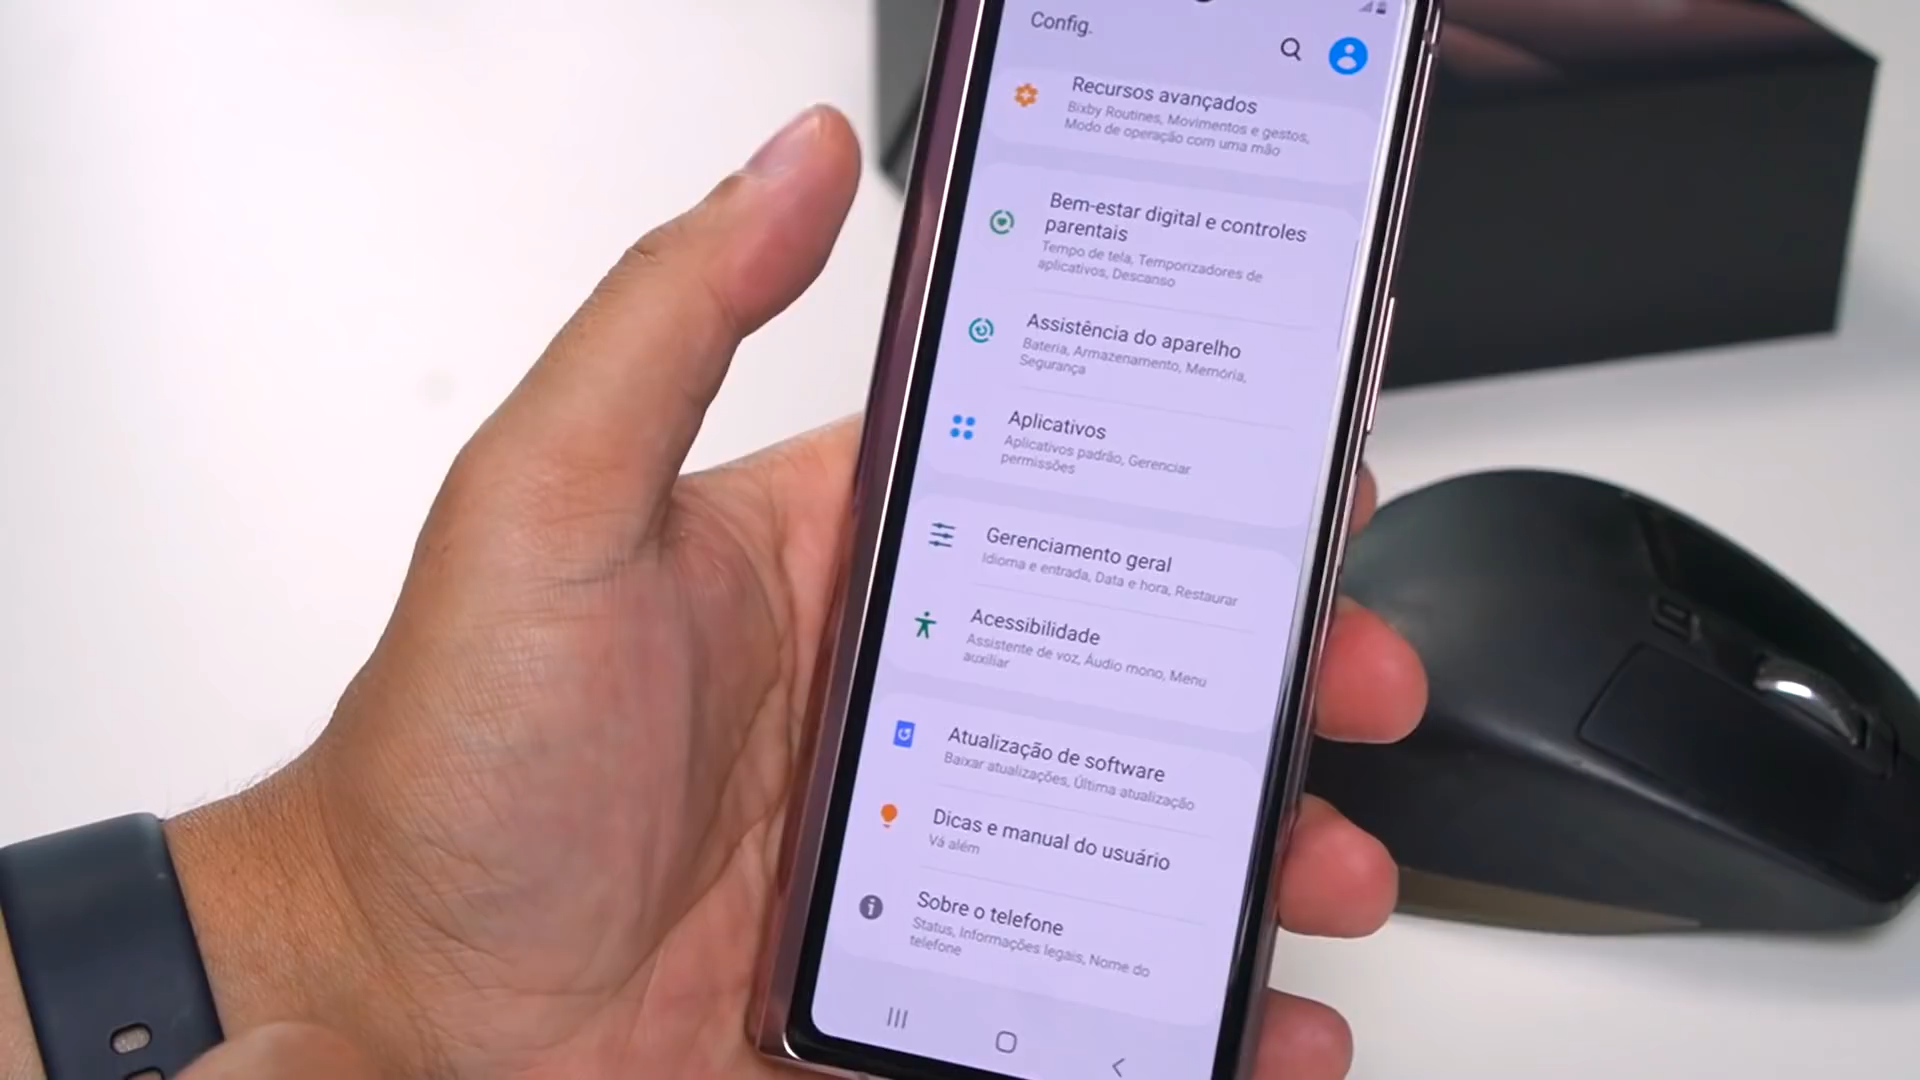 Config.
Recursos avançados
Bixby Routines, Movimentos e gestos,
Modo de operação com uma mão
Bem-estar digital e controles
parentais
Tempo de tela, Temporizadores de
aplicativos, Descanso
Assistência do aparelho
Bateria, Armazenamento, Memória,
Segurança
Aplicativos
Aplicativos padrão, Gerenciar
permissões
Gerenciamento geral
Idioma e entrada, Data e hora, Restaurar
Acessibilidade
Assistente de voz, Áudio mono, Menu
auxiliar
Atualização de software
Baixar atualizações, Última atualização
Dicas e manual do usuário
Vá além
Sobre o telefone
Status, Informações legais, Nome do
telefone